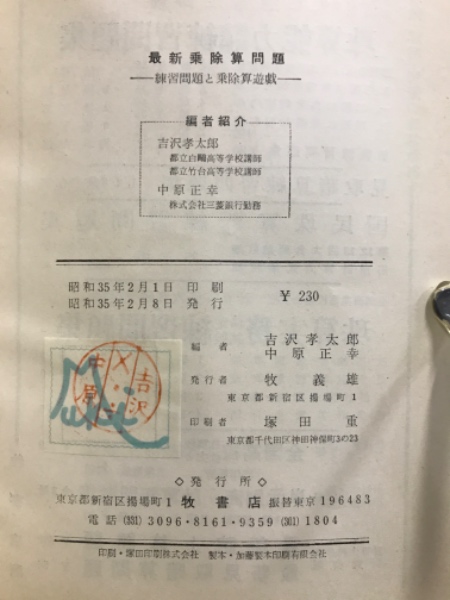 最新乗除算問題
―練習問題と乗除算遊戯―
編者紹介
吉沢孝太郎
都立白鷗高等学校講師
都立竹台高等学校講師
中原正幸
株式会社三菱銀行勤務
昭和35年2月1日 印刷
昭和35年2月8日 発行
¥ 230
編者 吉沢孝太郎
中原正幸
発行者 牧義雄
東京都新宿区揚場町1
印刷者 塚田重
東京都千代田区神田神保町3の23
吉沢
中原
◇発行所◇
東京都新宿区揚場町1 牧書店 振替東京196483
電話 (331) 3096・8161・9359 (301) 1804
印刷・塚田印刷株式会社 製本・加藤製本印刷有限会社